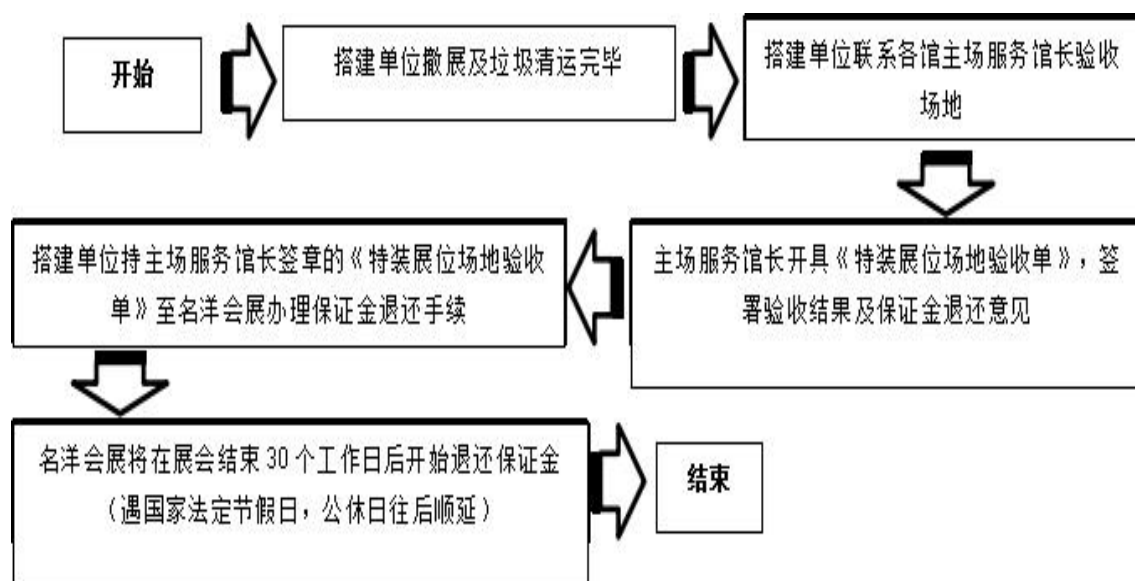 开始
搭建单位撤展及垃圾清运完毕
搭建单位联系各馆主场服务馆长验收
场地
主场服务馆长开具《特装展位场地验收单》，签
署验收结果及保证金退还意见
搭建单位持主场服务馆长签章的《特装展位场地验收
单》至名洋会展办理保证金退还手续
名洋会展将在展会结束 30 个工作日后开始退还保证金
（遇国家法定节假日，公休日往后顺延）
结束